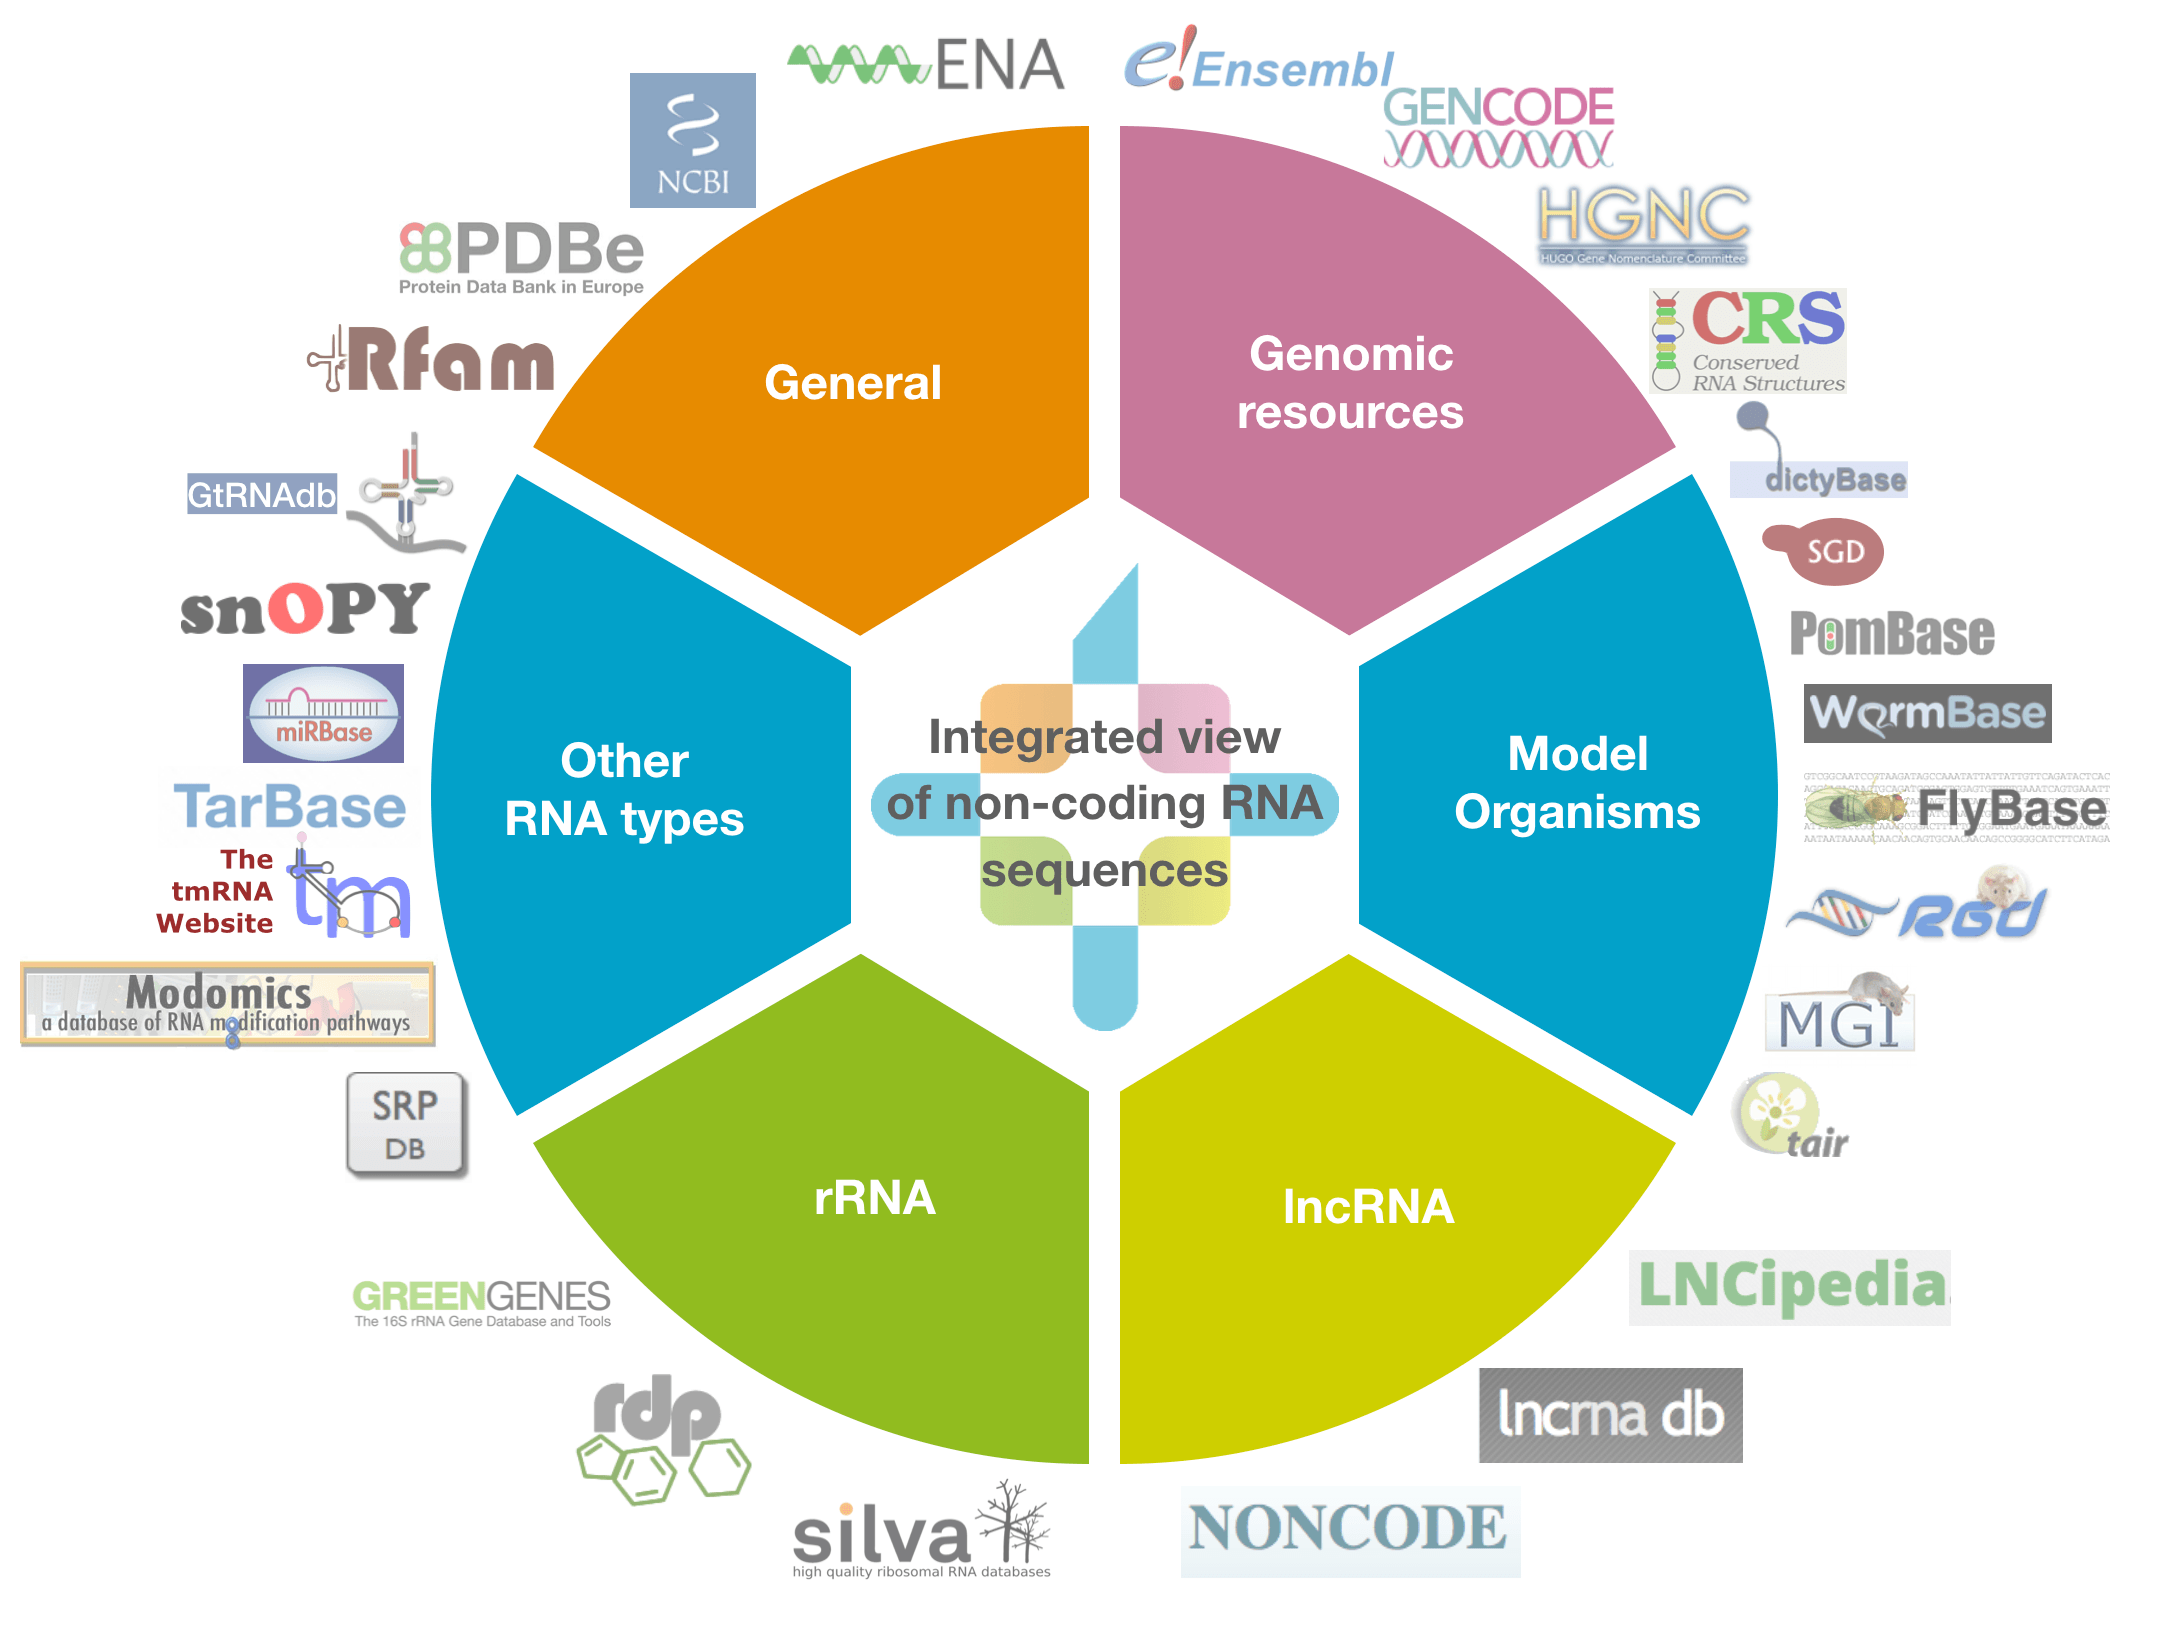 ENA
e!Ensembl
GENCODE
NCBI
HGNC
HUGO Gene Nomenclature Committee
PDBe
Protein Data Bank in Europe
CRS
Conserved
RNA Structures
Rfam
General
Genomic
resources
dictyBase
GtRNAdb
SGD
snOPY
PomBase
miRBase
WormBase
Integrated view
of non-coding RNA
sequences
Other
RNA types
Model
Organisms
TarBase
FlyBase
The
tmRNA
Website
tm
RGD
Modomics
a database of RNA modification pathways
MGI
SRP
DB
tair
rRNA
lncRNA
GREENGENES
The 16S rRNA Gene Database and Tools
LNCipedia
rdp
lncrna db
silva
high quality ribosomal RNA databases
NONCODE